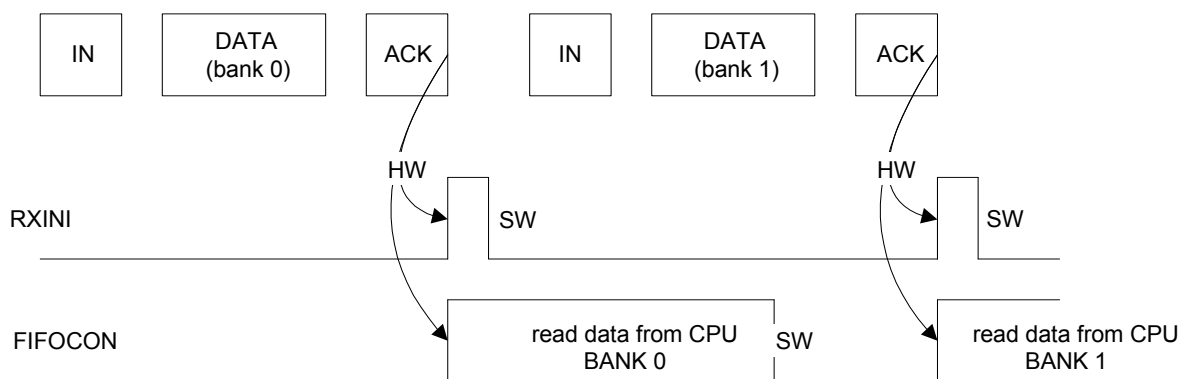 IN
DATA
(bank 0)
ACK
IN
DATA
(bank 1)
ACK
HW
HW
RXINI
SW
SW
FIFOCON
read data from CPU
BANK 0
SW
read data from CPU
BANK 1